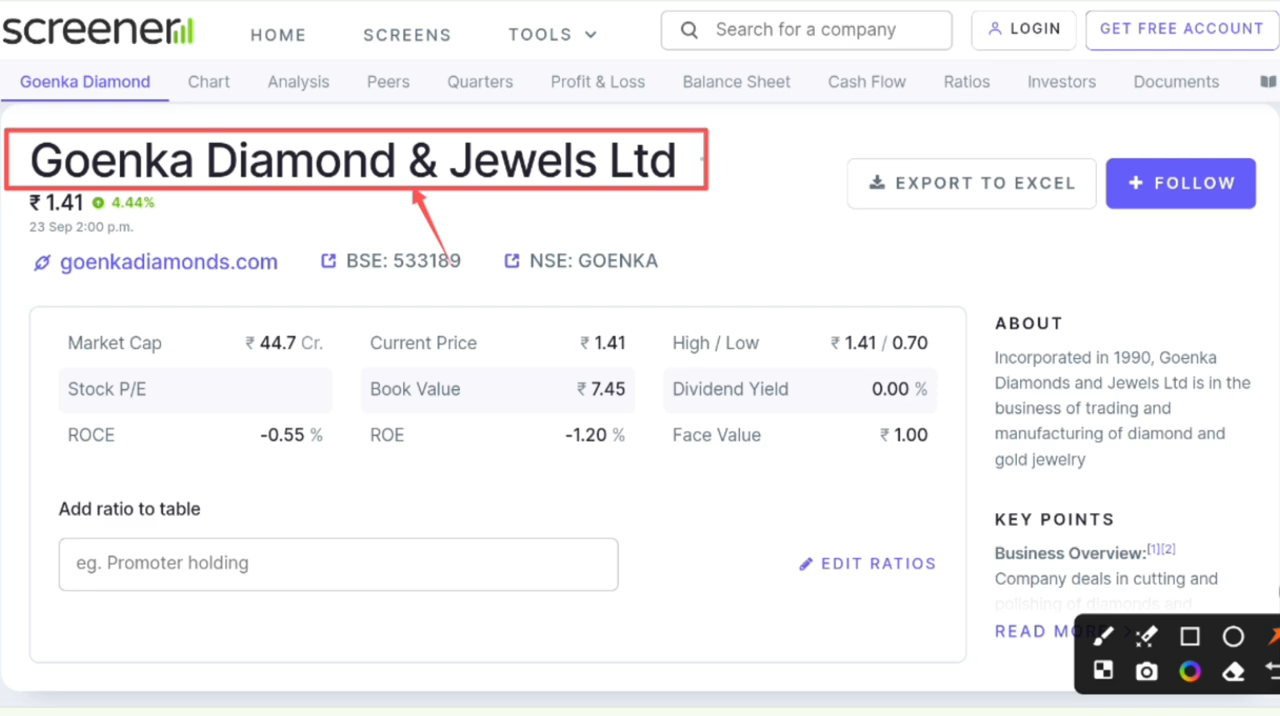 screener
HOME SCREENS TOOLS
Search for a company
LOGIN
GET FREE ACCOUNT
Goenka Diamond Chart Analysis Peers Quarters Profit & Loss Balance Sheet Cash Flow Ratios Investors Documents
Goenka Diamond & Jewels Ltd
EXPORT TO EXCEL
+ FOLLOW
₹ 1.41 4.44%
23 Sep 2:00 p.m.
goenkadiamonds.com BSE: 533189 NSE: GOENKA
Market Cap ₹ 44.7 Cr. Current Price ₹ 1.41 High / Low ₹ 1.41 / 0.70
Stock P/E Book Value ₹ 7.45 Dividend Yield 0.00 %
ROCE -0.55 % ROE -1.20 % Face Value ₹ 1.00
Add ratio to table
eg. Promoter holding
EDIT RATIOS
ABOUT
Incorporated in 1990, Goenka
Diamonds and Jewels Ltd is in the
business of trading and
manufacturing of diamond and
gold jewelry
KEY POINTS
Business Overview:[1][2]
Company deals in cutting and
polishing of diamonds and
READ MORE